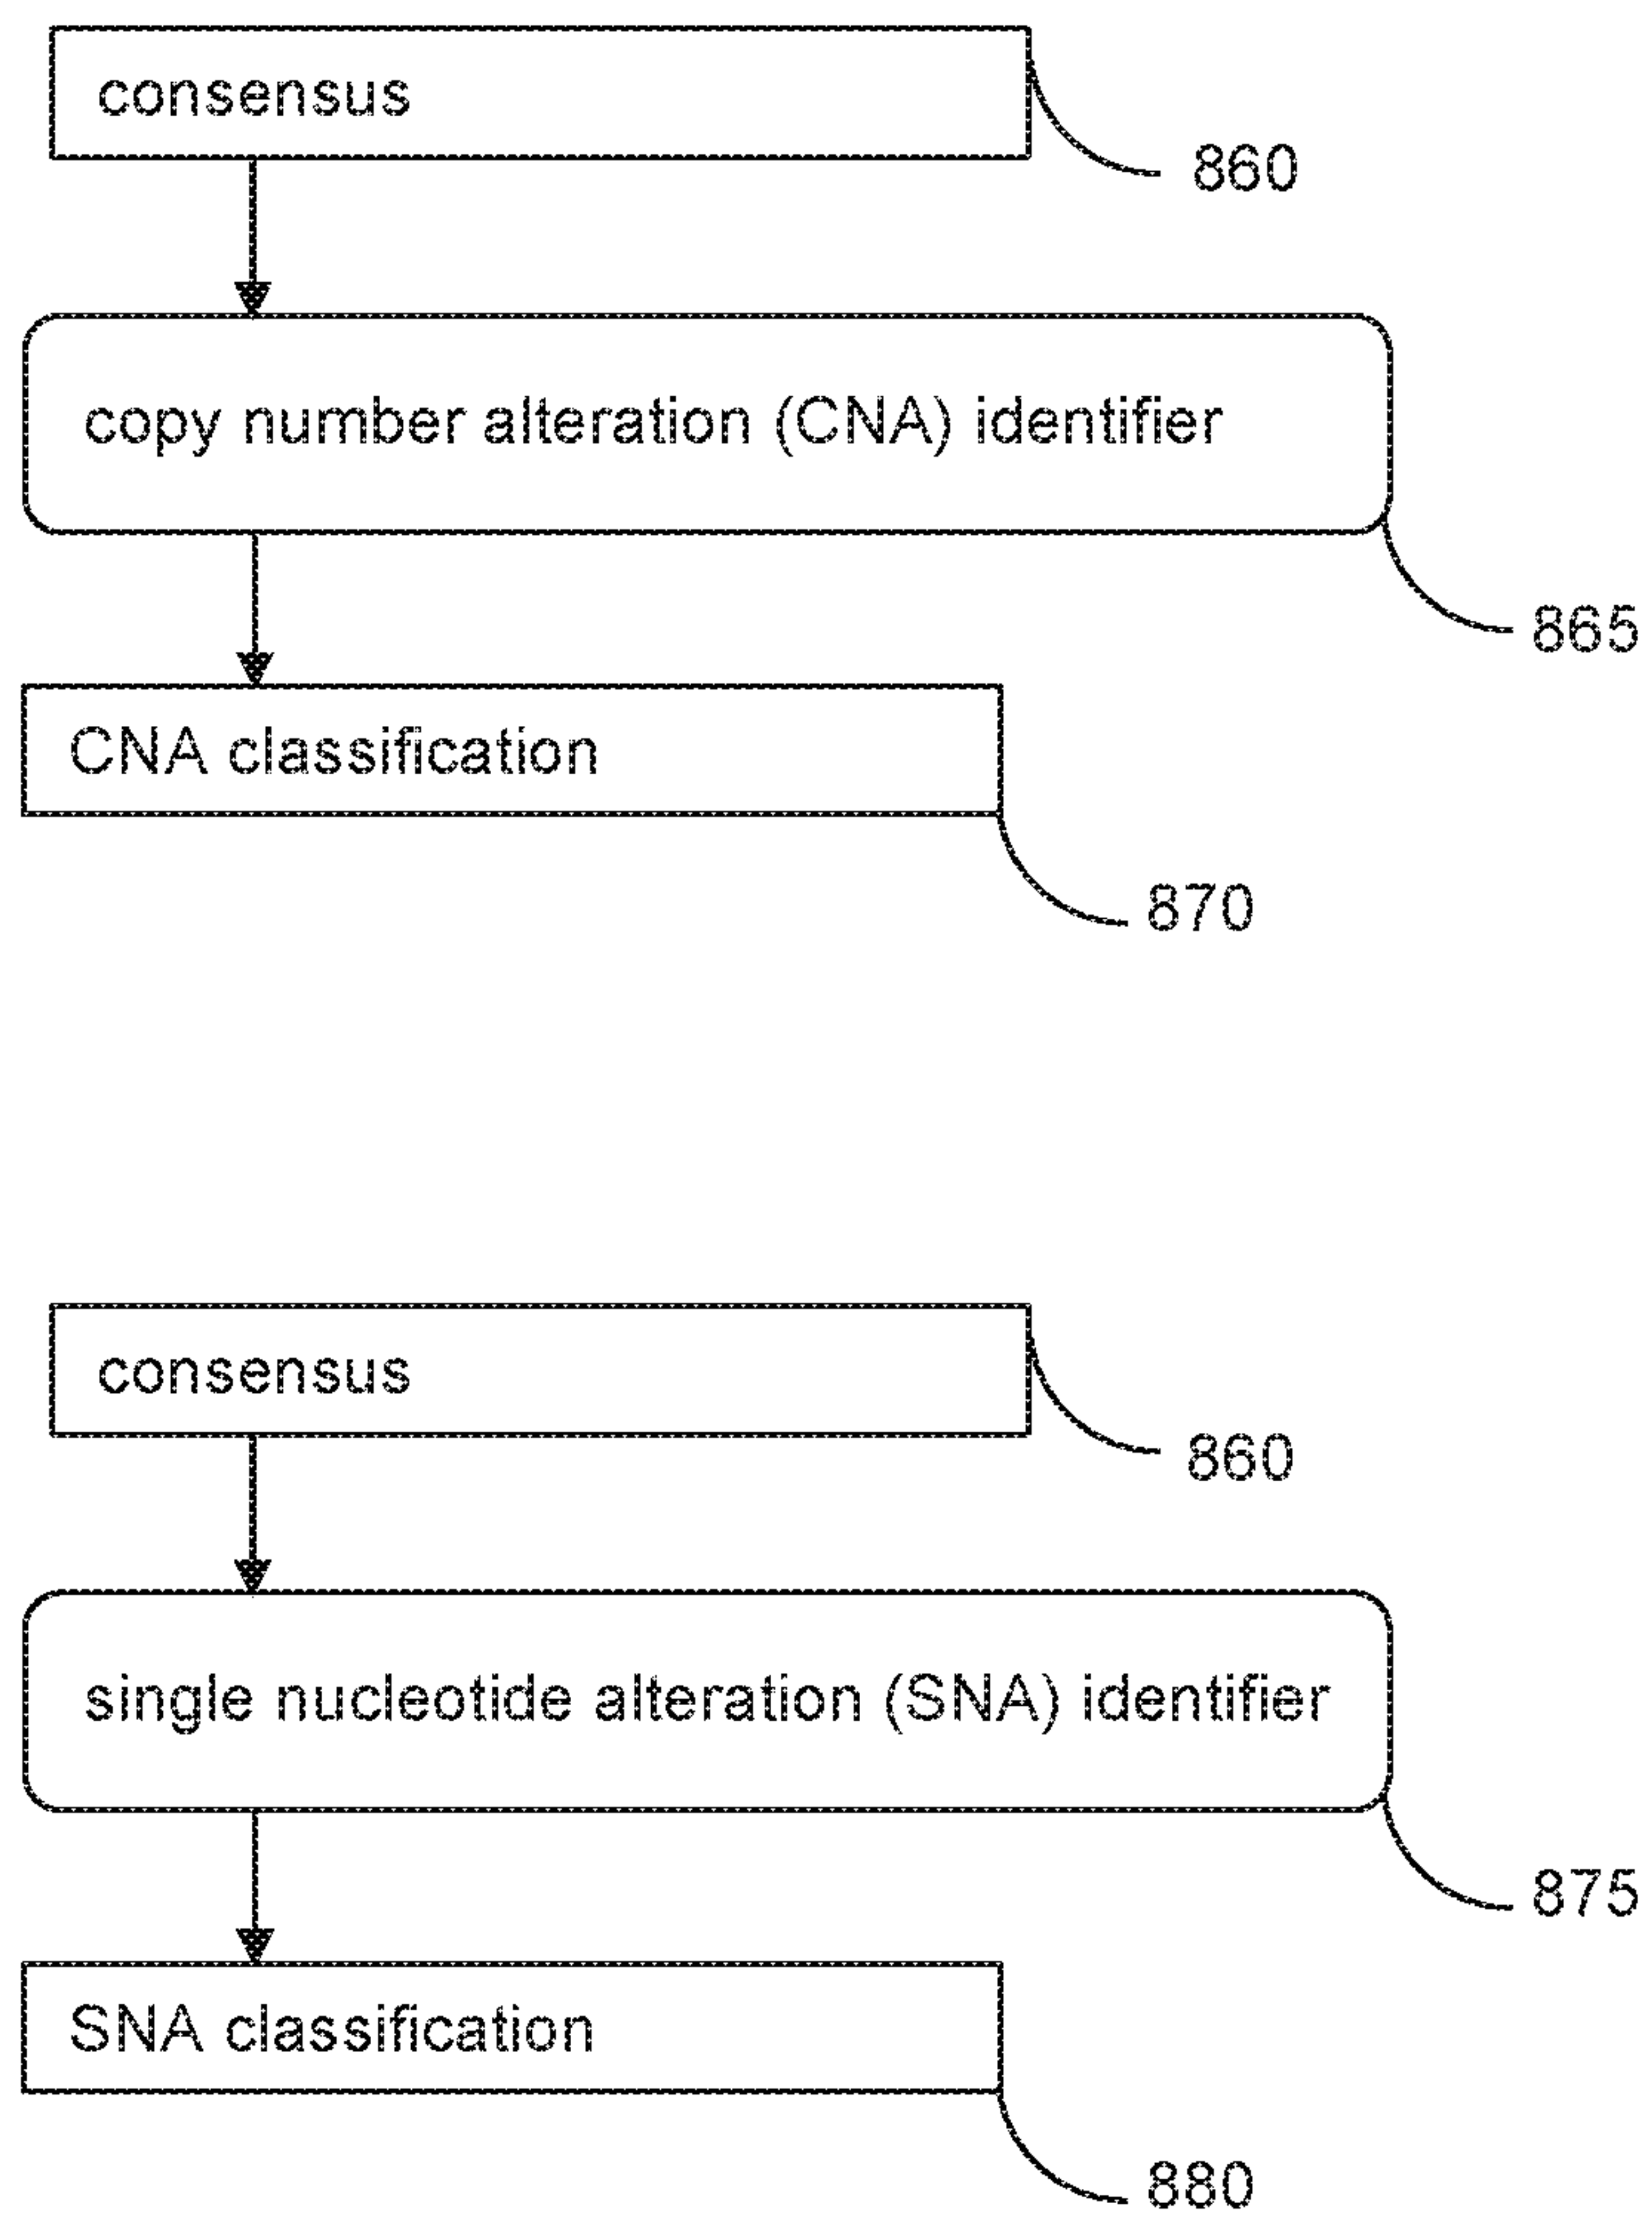 consensus
860
copy number alteration (CNA) identifier
865
CNA classification
870
consensus
860
single nucleotide alteration (SNA) identifier
875
SNA classification
880